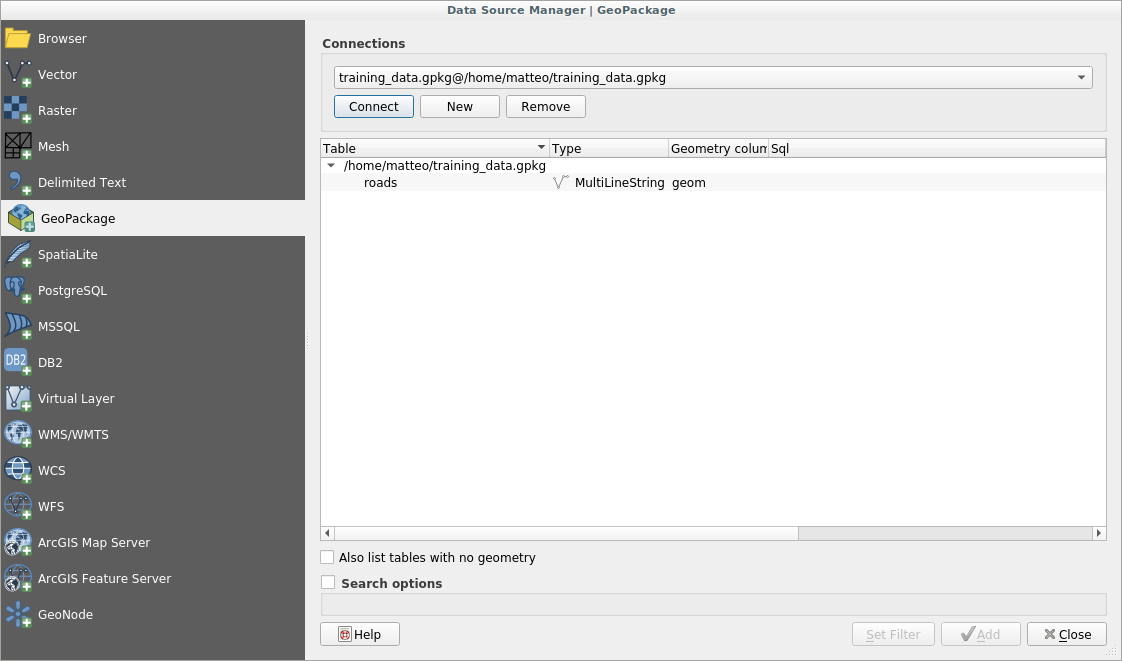 Data Source Manager | GeoPackage
Browser
Vector
Raster
Mesh
Delimited Text
GeoPackage
SpatiaLite
PostgreSQL
MSSQL
DB2
DB2
Virtual Layer
WMS/WMTS
WCS
WFS
ArcGIS Map Server
ArcGIS Feature Server
GeoNode
Connections
training_data.gpkg@/home/matteo/training_data.gpkg
Connect New Remove
Table Type Geometry colum Sql
/home/matteo/training_data.gpkg
roads MultiLineString geom
Also list tables with no geometry
Search options
Help Set Filter Add Close